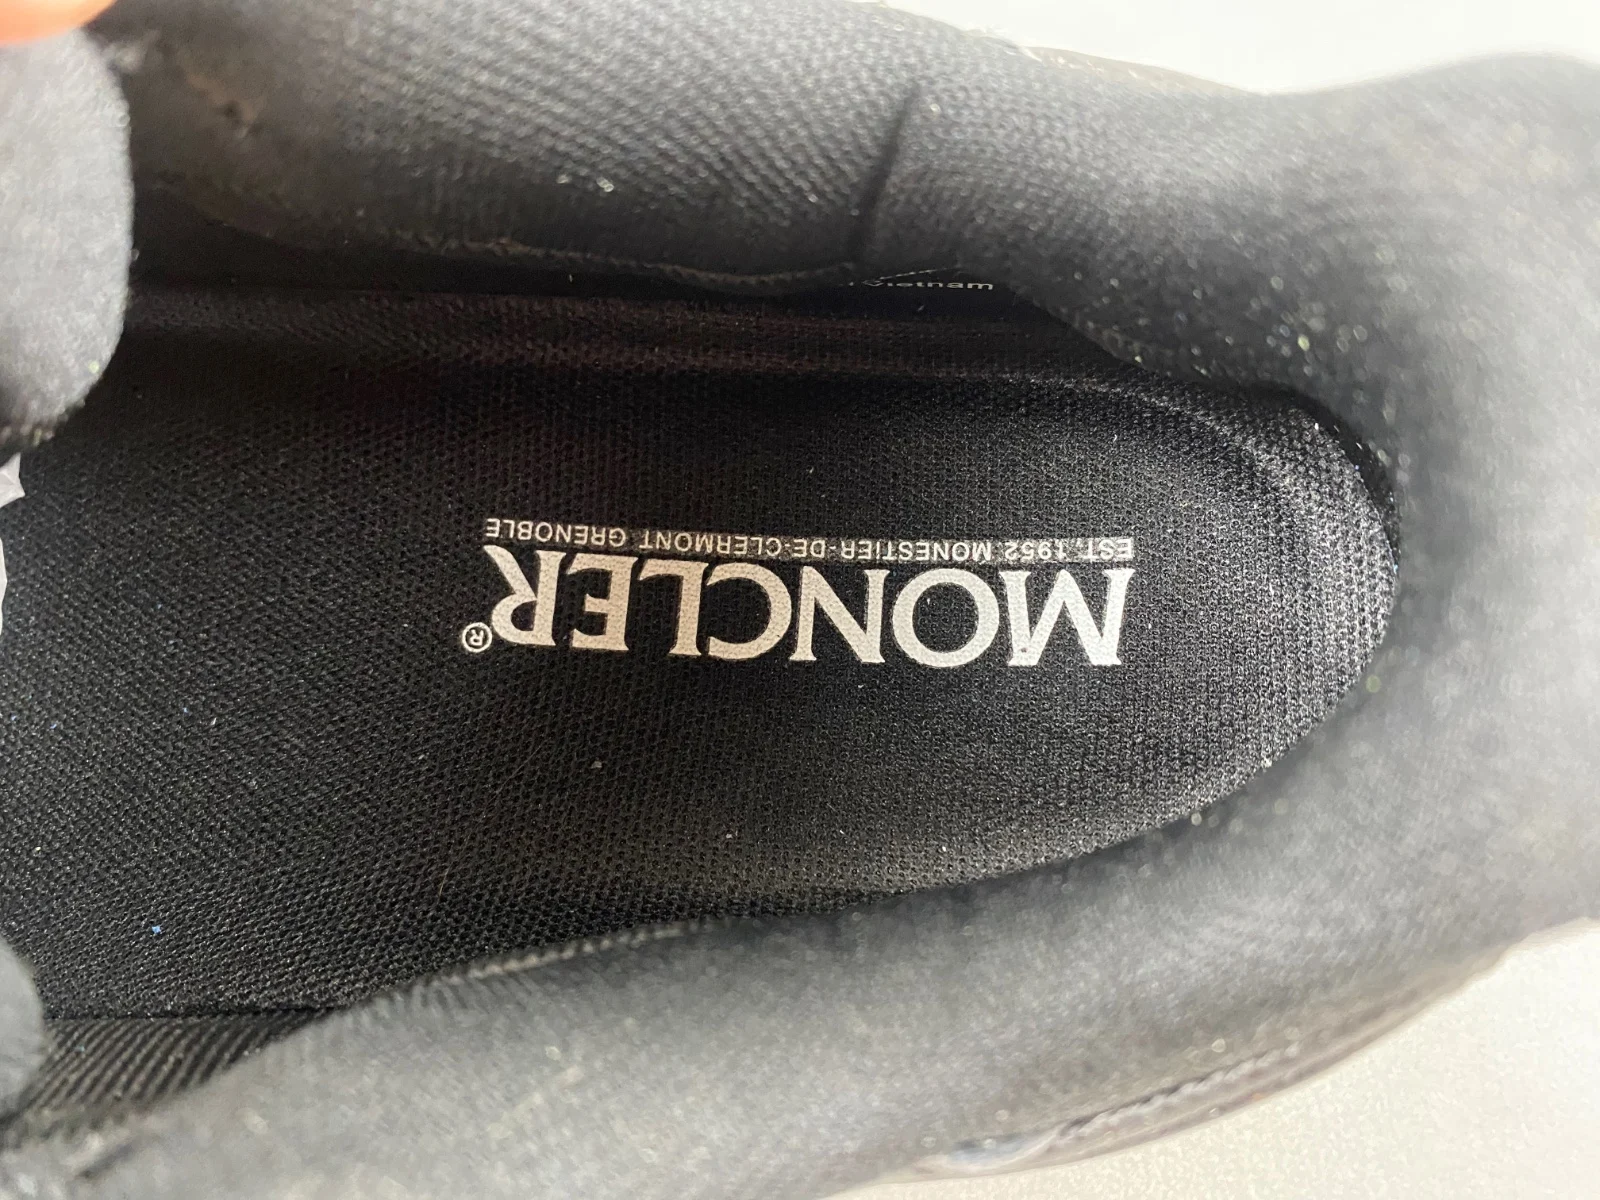 MONCLER®
EST. 1952 MONESTIER-DE-CLERMONT GRENOBLE
Vietnam